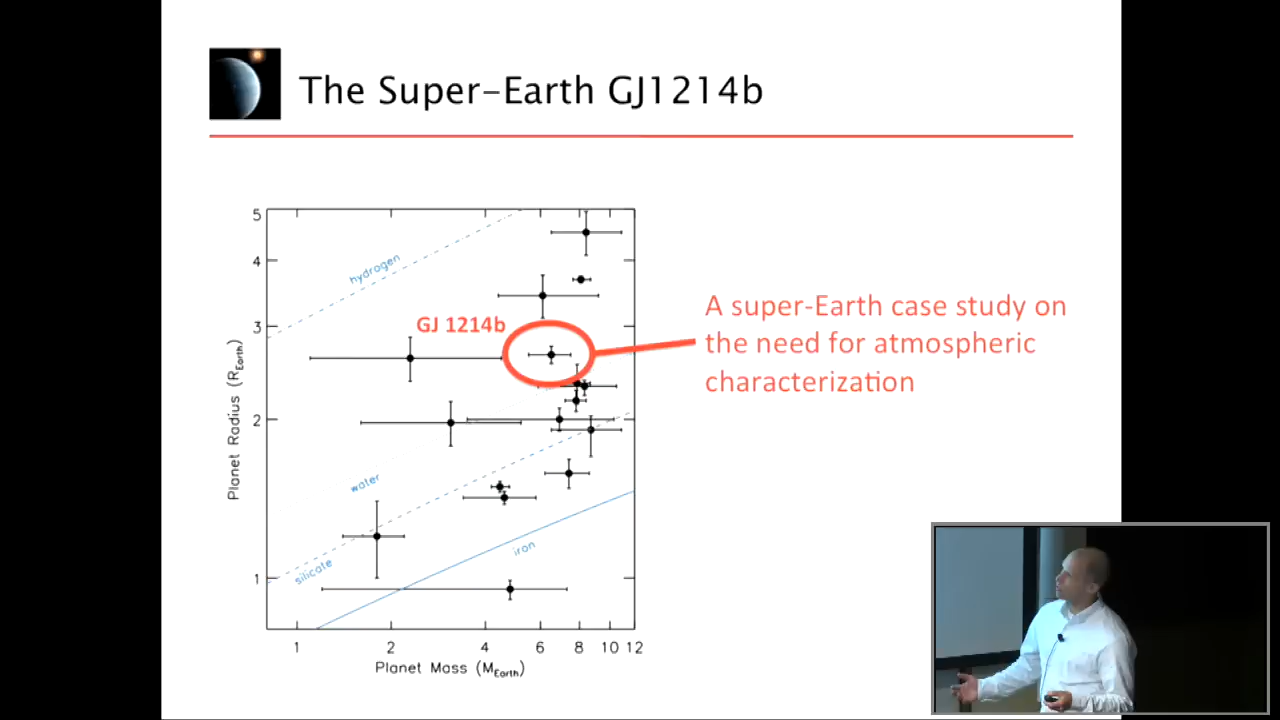 The Super-Earth GJ1214b
5
4
3
2
1
Planet Radius (R_Earth)
hydrogen
GJ 1214b
water
silicate
iron
1 2 4 6 8 10 12
Planet Mass (M_Earth)
A super-Earth case study on
the need for atmospheric
characterization